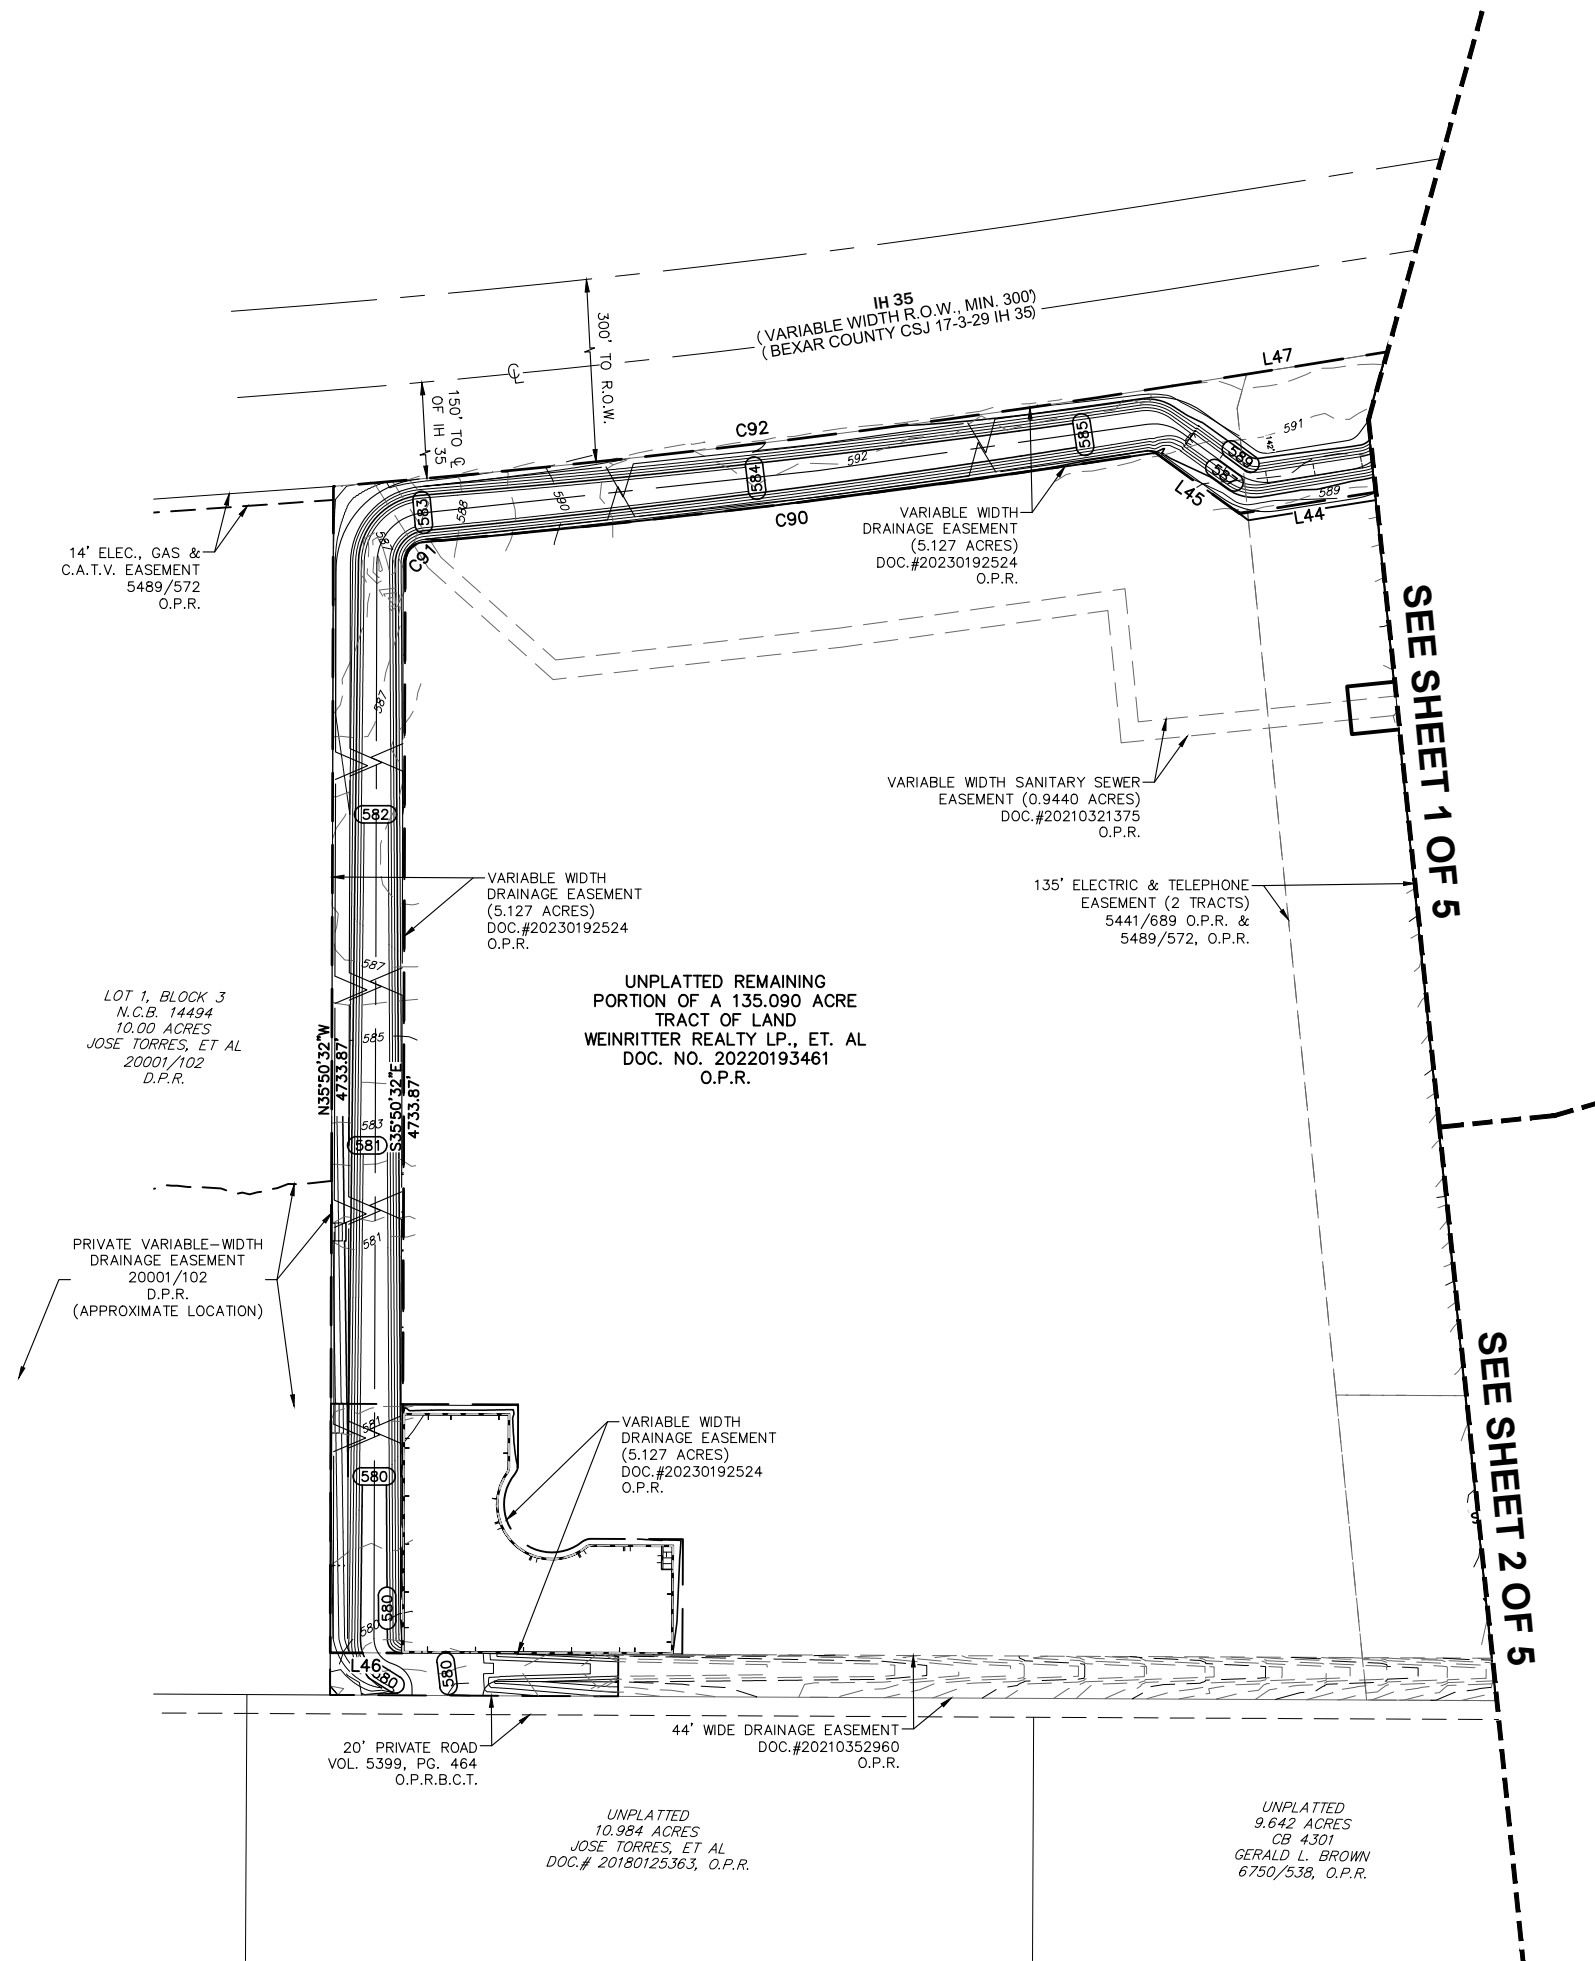 IH 35
(VARIABLE WIDTH R.O.W., MIN. 300')
(BEXAR COUNTY CSJ 17-3-29 IH 35)
300' TO R.O.W.
150' TO ℄
OF IH 35
℄
L47
C92
591
142'
589
585
592
584
587
589
583
588
590
587
C90
C91
L45
L44
14' ELEC., GAS &
C.A.T.V. EASEMENT
5489/572
O.P.R.
VARIABLE WIDTH
DRAINAGE EASEMENT
(5.127 ACRES)
DOC.#20230192524
O.P.R.
SEE SHEET 1 OF 5
587
582
VARIABLE WIDTH SANITARY SEWER
EASEMENT (0.9440 ACRES)
DOC.#20210321375
O.P.R.
VARIABLE WIDTH
DRAINAGE EASEMENT
(5.127 ACRES)
DOC.#20230192524
O.P.R.
135' ELECTRIC & TELEPHONE
EASEMENT (2 TRACTS)
5441/689 O.P.R. &
5489/572, O.P.R.
587
LOT 1, BLOCK 3
N.C.B. 14494
10.00 ACRES
JOSE TORRES, ET AL
20001/102
D.P.R.
UNPLATTED REMAINING
PORTION OF A 135.090 ACRE
TRACT OF LAND
WEINRITTER REALTY LP., ET. AL
DOC. NO. 20220193461
O.P.R.
N35°50'32"W
4733.87'
585
S35°50'32"E
4733.87'
583
581
581
PRIVATE VARIABLE-WIDTH
DRAINAGE EASEMENT
20001/102
D.P.R.
(APPROXIMATE LOCATION)
SEE SHEET 2 OF 5
581
580
VARIABLE WIDTH
DRAINAGE EASEMENT
(5.127 ACRES)
DOC.#20230192524
O.P.R.
S
580
580
L46
580
580
20' PRIVATE ROAD
VOL. 5399, PG. 464
O.P.R.B.C.T.
44' WIDE DRAINAGE EASEMENT
DOC.#20210352960
O.P.R.
UNPLATTED
10.984 ACRES
JOSE TORRES, ET AL
DOC.# 20180125363, O.P.R.
UNPLATTED
9.642 ACRES
CB 4301
GERALD L. BROWN
6750/538, O.P.R.